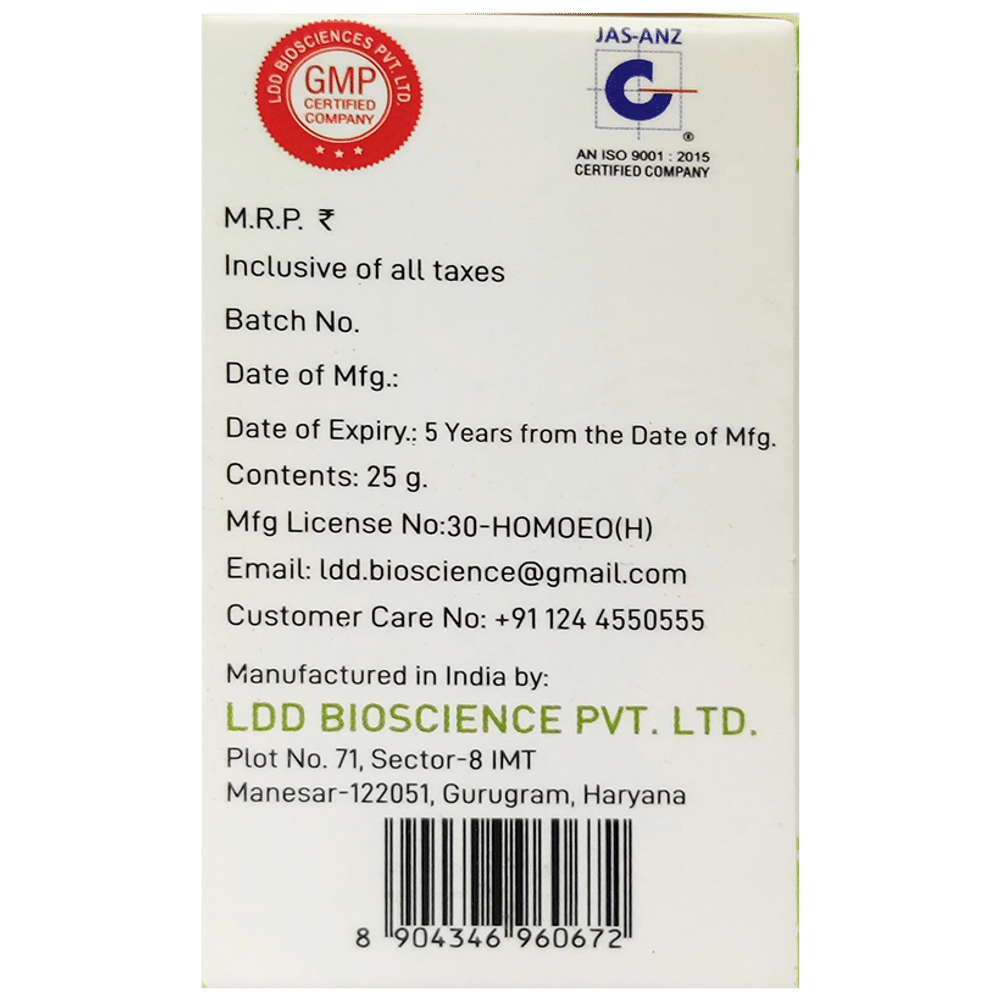 LDD BIOSCIENCES PVT. LTD.
GMP
CERTIFIED
COMPANY
JAS-ANZ
®
AN ISO 9001 : 2015
CERTIFIED COMPANY
M.R.P. ₹
Inclusive of all taxes
Batch No.
Date of Mfg.:
Date of Expiry.: 5 Years from the Date of Mfg.
Contents: 25 g.
Mfg License No:30-HOMOEO(H)
Email: ldd.bioscience@gmail.com
Customer Care No: +91 124 4550555
Manufactured in India by:
LDD BIOSCIENCE PVT. LTD.
Plot No. 71, Sector-8 IMT
Manesar-122051, Gurugram, Haryana
8 904346 960672